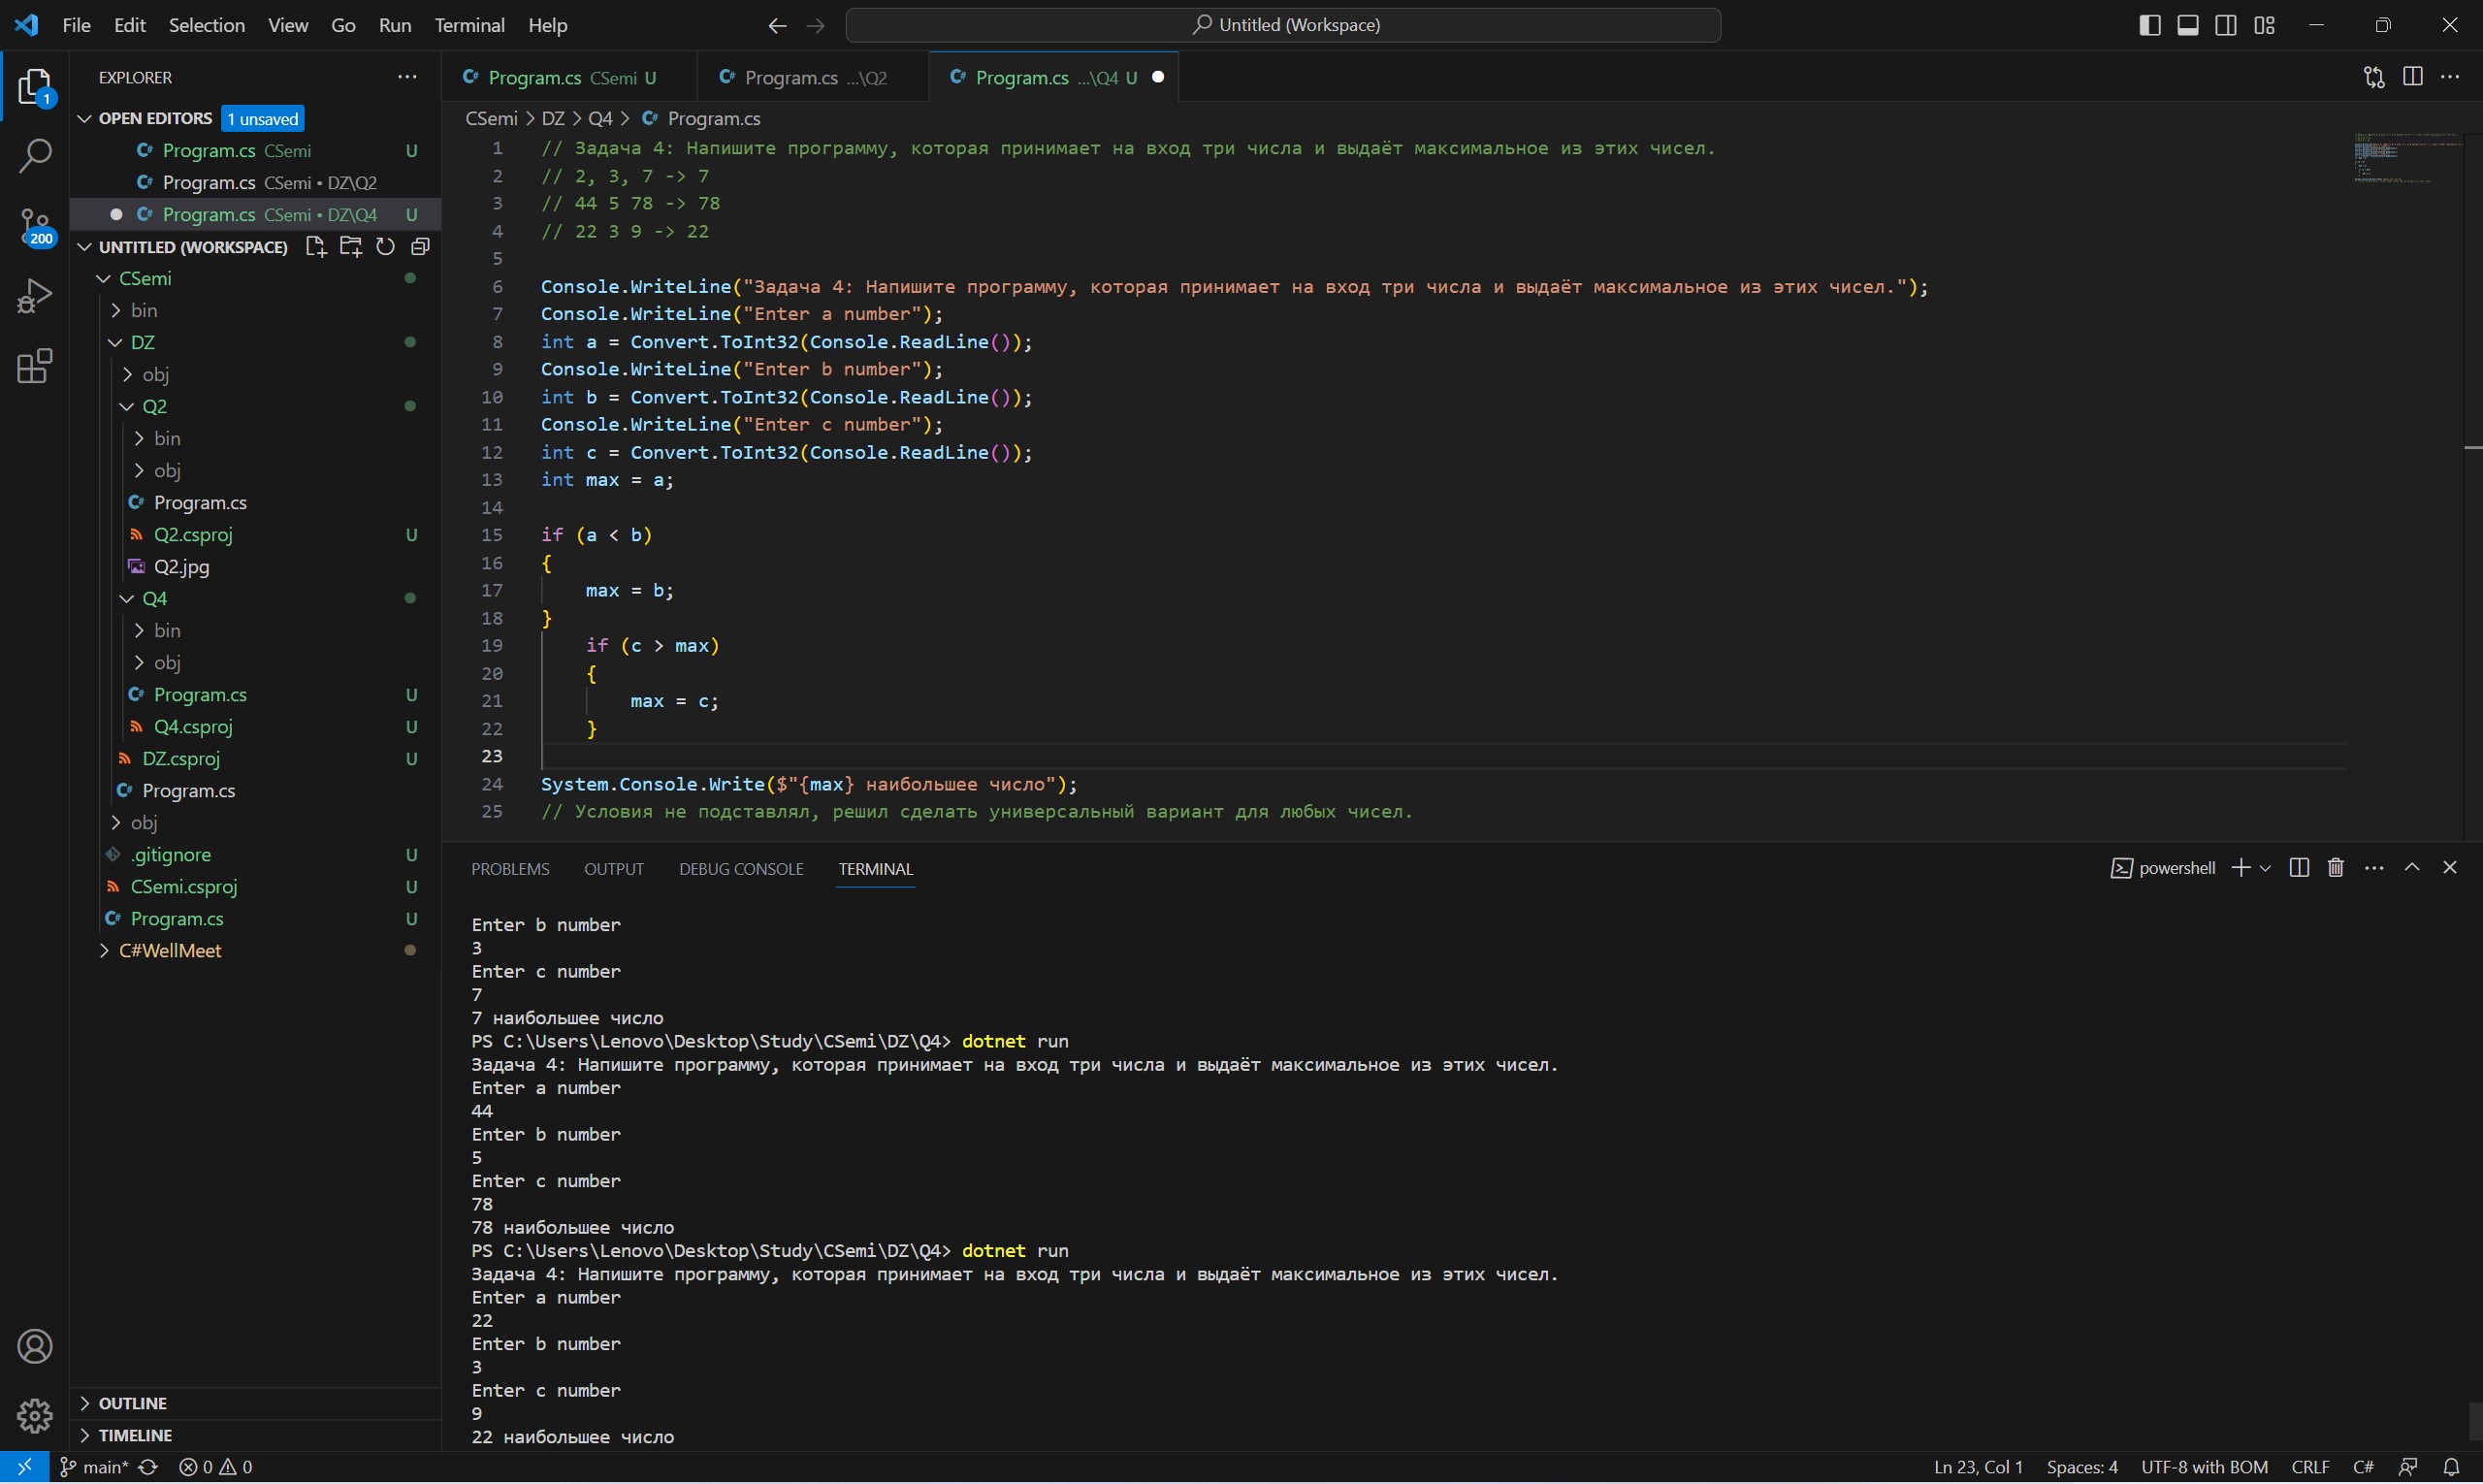 File Edit Selection View Go Run Terminal Help
Untitled (Workspace)
EXPLORER
OPEN EDITORS 1 unsaved
Program.cs CSemi U
Program.cs CSemi • DZ\Q2
Program.cs CSemi • DZ\Q4 U
UNTITLED (WORKSPACE)
CSemi
bin
DZ
obj
Q2
bin
obj
Program.cs
Q2.csproj U
Q2.jpg
Q4
bin
obj
Program.cs U
Q4.csproj U
DZ.csproj U
Program.cs
obj
.gitignore U
CSemi.csproj U
Program.cs U
C#WellMeet
OUTLINE
TIMELINE
1
200
Program.cs CSemi U Program.cs ...\Q2 Program.cs ...\Q4 U
CSemi > DZ > Q4 > Program.cs
1 // Задача 4: Напишите программу, которая принимает на вход три числа и выдаёт максимальное из этих чисел.
2 // 2, 3, 7 -> 7
3 // 44 5 78 -> 78
4 // 22 3 9 -> 22
5
6 Console.WriteLine("Задача 4: Напишите программу, которая принимает на вход три числа и выдаёт максимальное из этих чисел.");
7 Console.WriteLine("Enter a number");
8 int a = Convert.ToInt32(Console.ReadLine());
9 Console.WriteLine("Enter b number");
10 int b = Convert.ToInt32(Console.ReadLine());
11 Console.WriteLine("Enter c number");
12 int c = Convert.ToInt32(Console.ReadLine());
13 int max = a;
14
15 if (a < b)
16 {
17 max = b;
18 }
19 if (c > max)
20 {
21 max = c;
22 }
23
24 System.Console.Write($"{max} наибольшее число");
25 // Условия не подставлял, решил сделать универсальный вариант для любых чисел.
PROBLEMS OUTPUT DEBUG CONSOLE TERMINAL
powershell
Enter b number
3
Enter c number
7
7 наибольшее число
PS C:\Users\Lenovo\Desktop\Study\CSemi\DZ\Q4> dotnet run
Задача 4: Напишите программу, которая принимает на вход три числа и выдаёт максимальное из этих чисел.
Enter a number
44
Enter b number
5
Enter c number
78
78 наибольшее число
PS C:\Users\Lenovo\Desktop\Study\CSemi\DZ\Q4> dotnet run
Задача 4: Напишите программу, которая принимает на вход три числа и выдаёт максимальное из этих чисел.
Enter a number
22
Enter b number
3
Enter c number
9
22 наибольшее число
main* 0 0
Ln 23, Col 1 Spaces: 4 UTF-8 with BOM CRLF C#